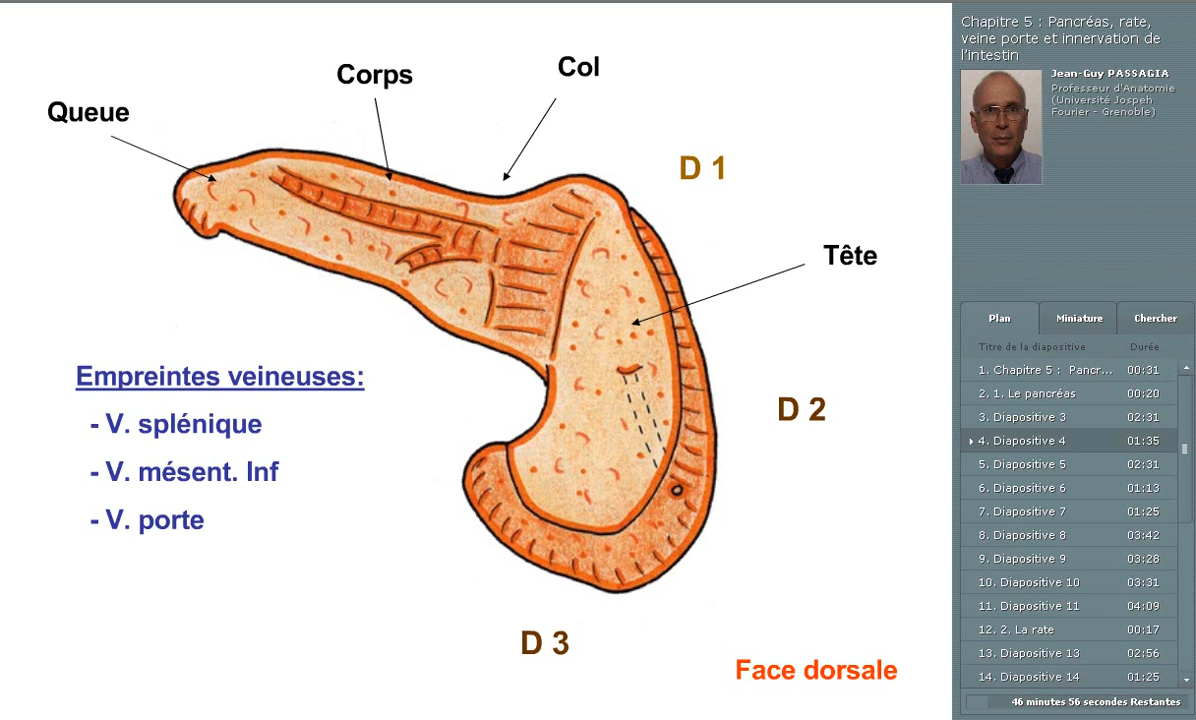 Queue
Corps
Col
D 1
Tête
D 2
Empreintes veineuses:
- V. splénique
- V. mésent. Inf
- V. porte
D 3
Face dorsale
Chapitre 5 : Pancréas, rate,
veine porte et innervation de
l'intestin
Jean-Guy PASSAGIA
Professeur d'Anatomie
(Université Jospeh
Fourier - Grenoble)
Plan Miniature Chercher
Titre de la diapositive Durée
1. Chapitre 5 : Pancr... 00:31
2. 1. Le pancréas 00:20
3. Diapositive 3 02:31
4. Diapositive 4 01:35
5. Diapositive 5 02:31
6. Diapositive 6 01:13
7. Diapositive 7 01:25
8. Diapositive 8 03:42
9. Diapositive 9 03:28
10. Diapositive 10 03:31
11. Diapositive 11 04:09
12. 2. La rate 00:17
13. Diapositive 13 02:56
14. Diapositive 14 01:25
46 minutes 56 secondes Restantes